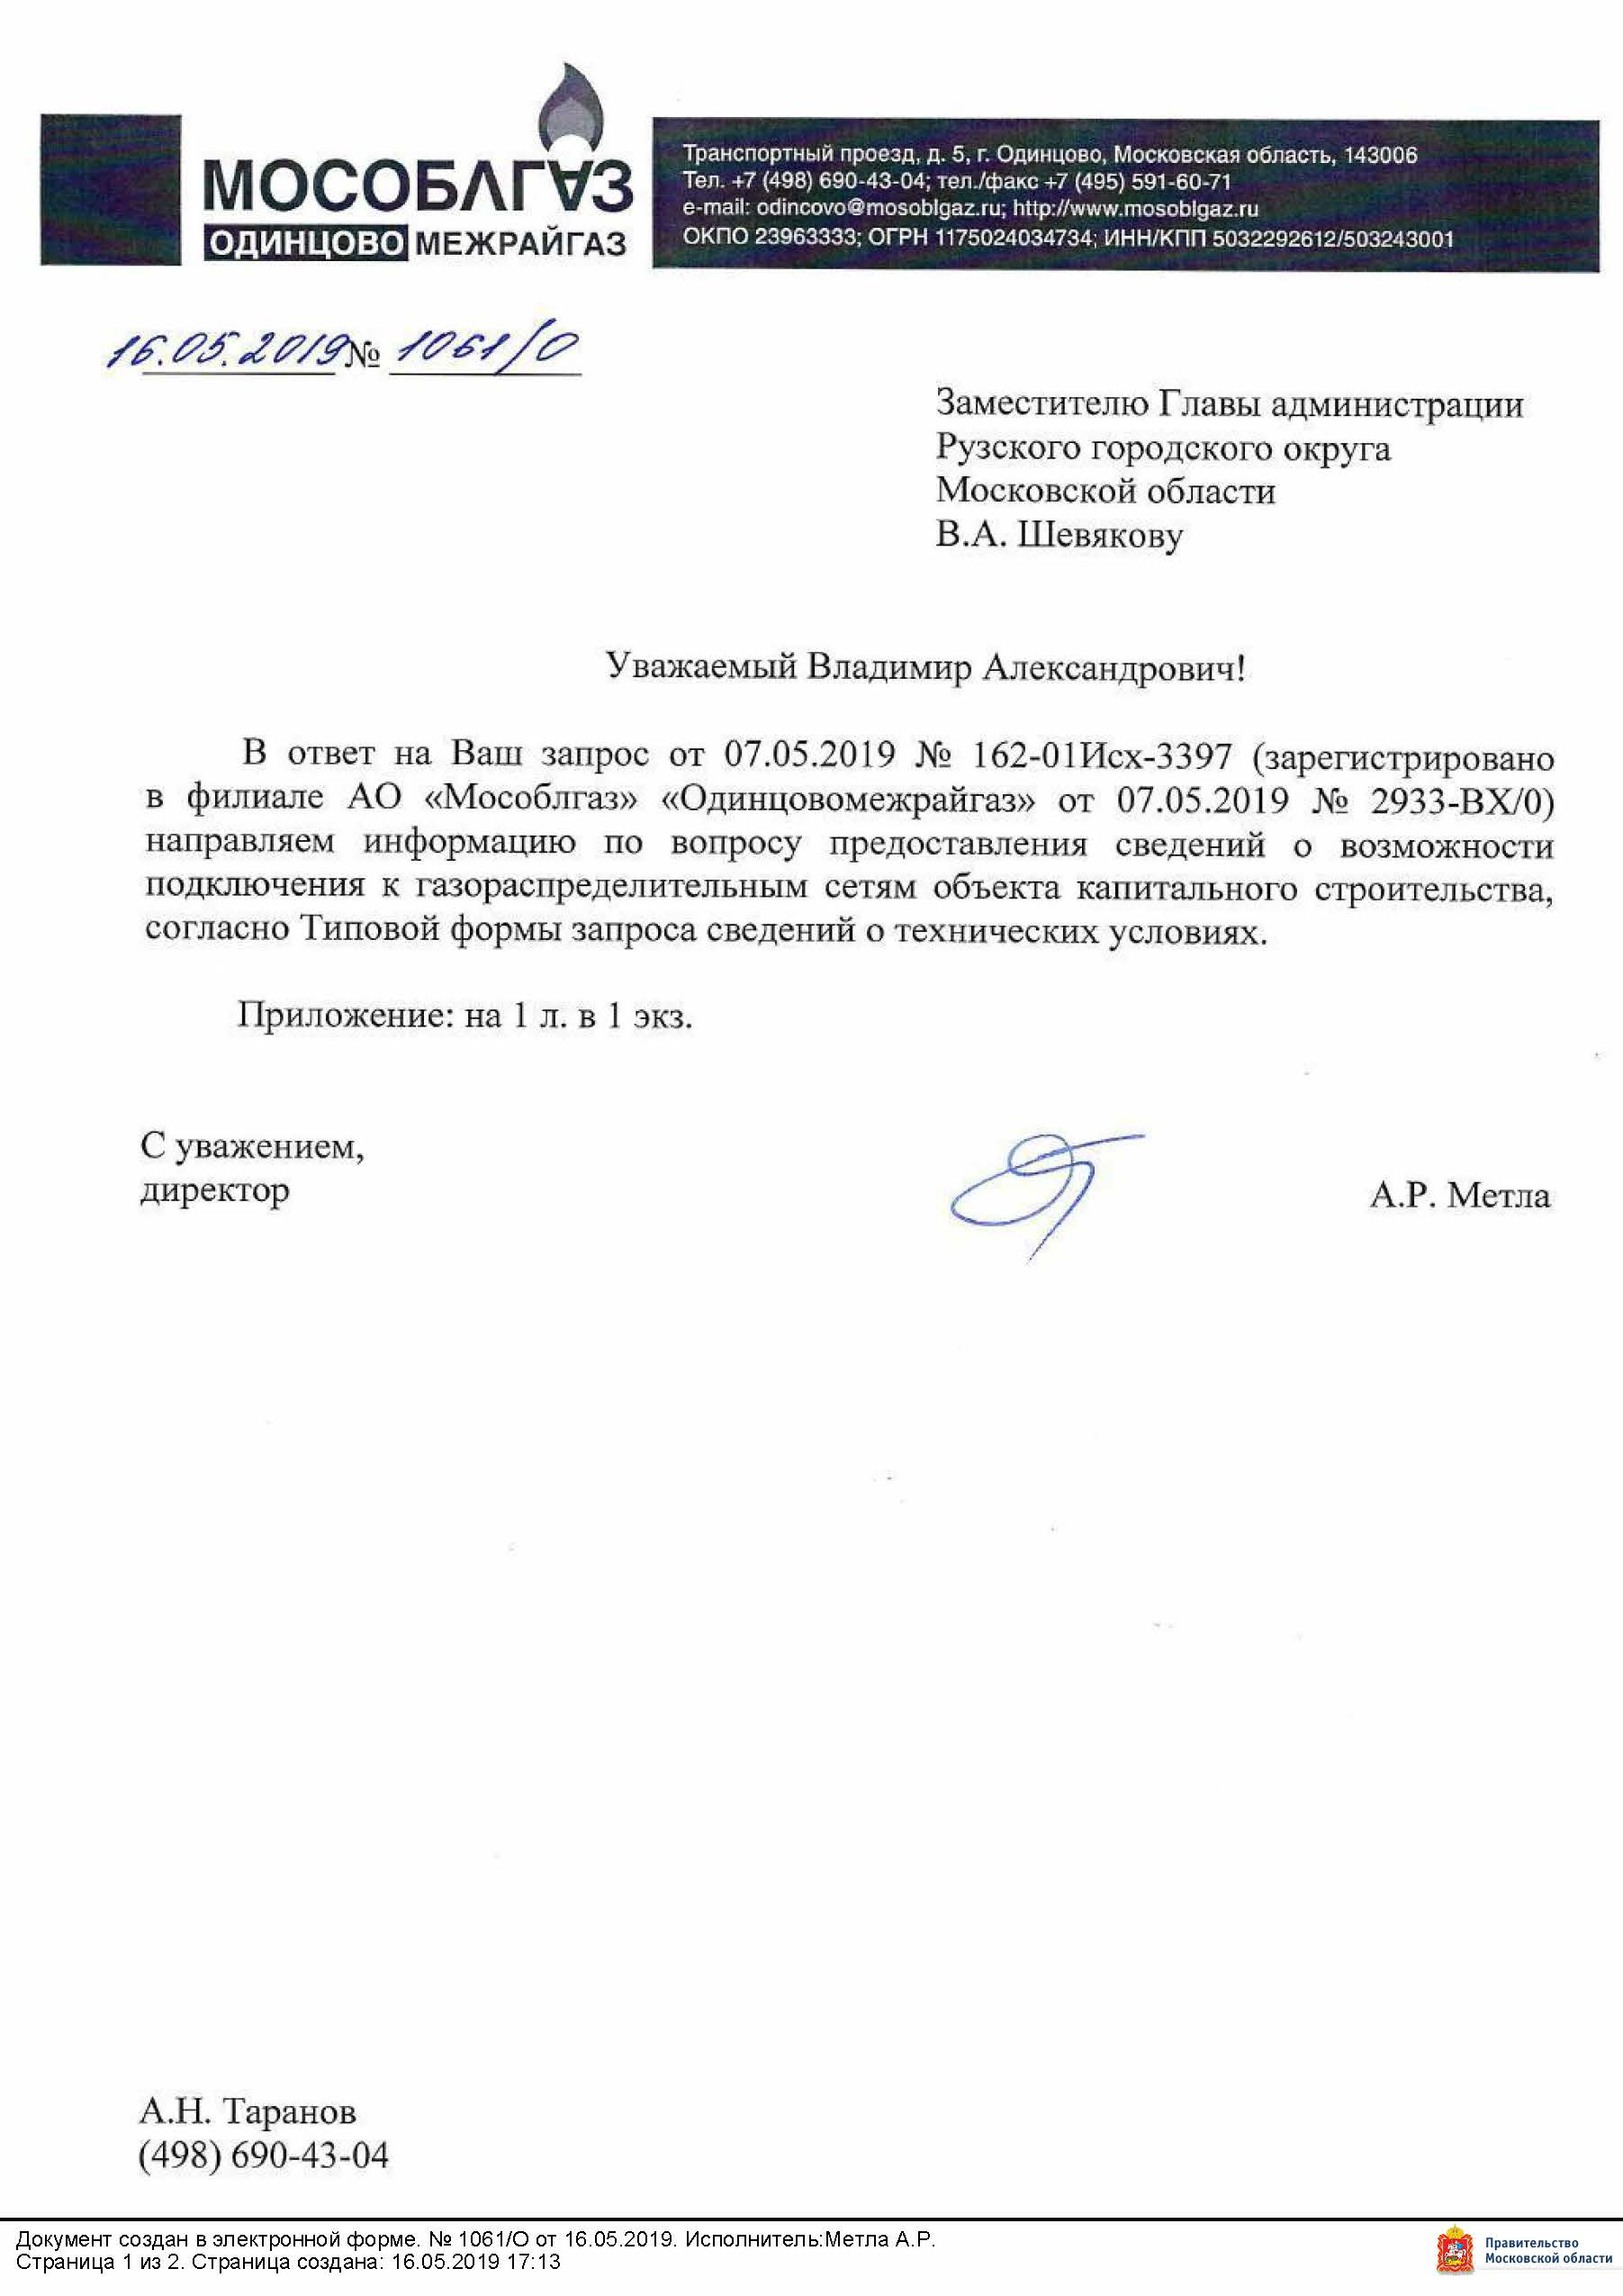 МОСОБЛГАЗ
ОДИНЦОВО МЕЖРАЙГАЗ
Транспортный проезд, д. 5, г. Одинцово, Московская область, 143006
Тел. +7 (498) 690-43-04; тел./факс +7 (495) 591-60-71
e-mail: odincovo@mosoblgaz.ru; http://www.mosoblgaz.ru
ОКПО 23963333; ОГРН 1175024034734; ИНН/КПП 5032292612/503243001
16.05.2019 № 1061/О
Заместителю Главы администрации
Рузского городского округа
Московской области
В.А. Шевякову
Уважаемый Владимир Александрович!
В ответ на Ваш запрос от 07.05.2019 № 162-01Исх-3397 (зарегистрировано
в филиале АО «Мособлгаз» «Одинцовомежрайгаз» от 07.05.2019 № 2933-ВХ/0)
направляем информацию по вопросу предоставления сведений о возможности
подключения к газораспределительным сетям объекта капитального строительства,
согласно Типовой формы запроса сведений о технических условиях.
Приложение: на 1 л. в 1 экз.
С уважением,
директор
А.Р. Метла
А.Н. Таранов
(498) 690-43-04
Документ создан в электронной форме. № 1061/О от 16.05.2019. Исполнитель:Метла А.Р.
Страница 1 из 2. Страница создана: 16.05.2019 17:13
Правительство
Московской области